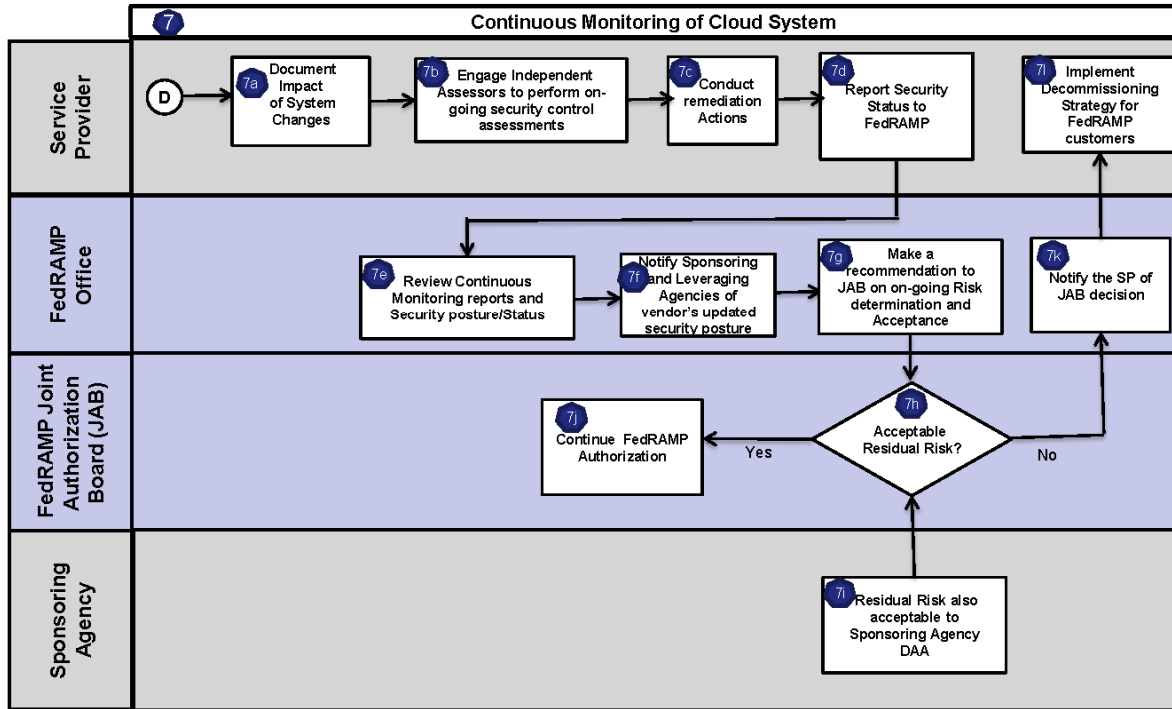 7
Continuous Monitoring of Cloud System
Service
Provider
D
7a
Document
Impact
of System
Changes
7b
Engage Independent
Assessors to perform on-
going security control
assessments
7c
Conduct
remediation
Actions
7d
Report Security
Status to
FedRAMP
7l
Implement
Decommissioning
Strategy for
FedRAMP
customers
FedRAMP
Office
7e
Review Continuous
Monitoring reports and
Security posture/Status
7f
Notify Sponsoring
and Leveraging
Agencies of
vendor's updated
security posture
7g
Make a
recommendation to
JAB on on-going Risk
determination and
Acceptance
7k
Notify the SP of
JAB decision
FedRAMP Joint
Authorization
Board (JAB)
7j
Continue FedRAMP
Authorization
Yes
7h
Acceptable
Residual Risk?
No
Sponsoring
Agency
7i
Residual Risk also
acceptable to
Sponsoring Agency
DAA